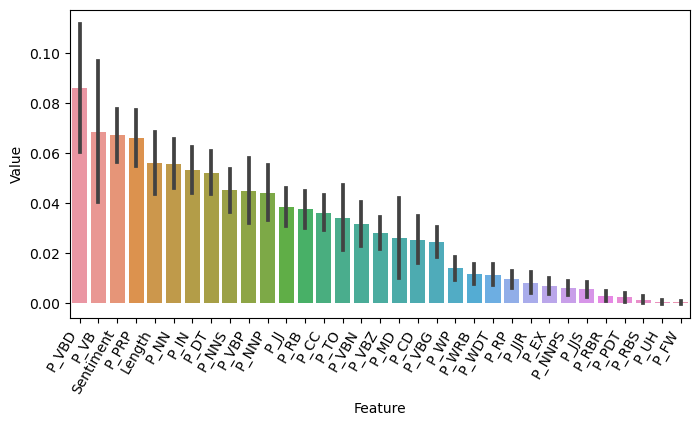 0.10
0.08
0.06
0.04
0.02
0.00
Value
P_VBD
P_VB
Sentiment
P_PRP
Length
P_NN
P_IN
P_DT
P_NNS
P_VBP
P_NNP
P_JJ
P_RB
P_CC
P_TO
P_VBN
P_VBZ
P_MD
P_CD
P_VBG
P_WP
P_WRB
P_WDT
P_RP
P_JJR
P_EX
P_NNPS
P_JJS
P_RBR
P_PDT
P_RBS
P_UH
P_FW
Feature